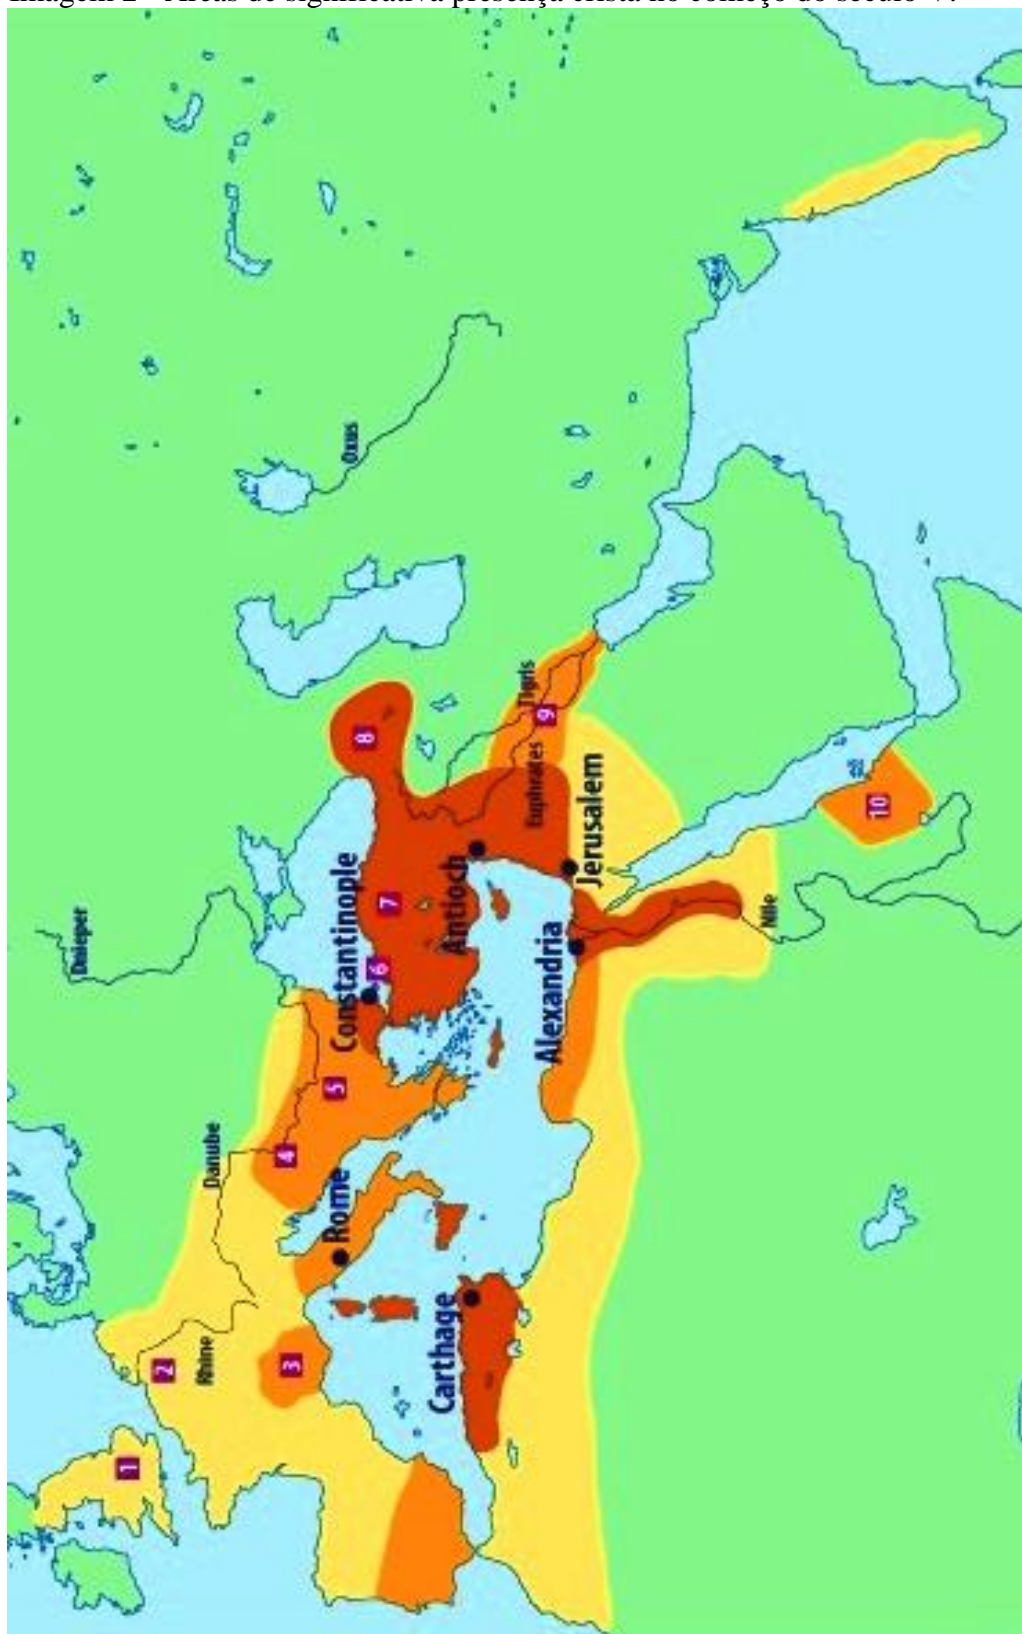 Imagem 2 - Áreas de significativa presença cristã no começo do século V.
Dnieper
1
2
Rhine
Danube
3
4
Rome
5
Constantinople
Oxus
8
6
7
Carthage
Antioch
Tigris
Euphrates
9
Alexandria
Jerusalem
Nile
10